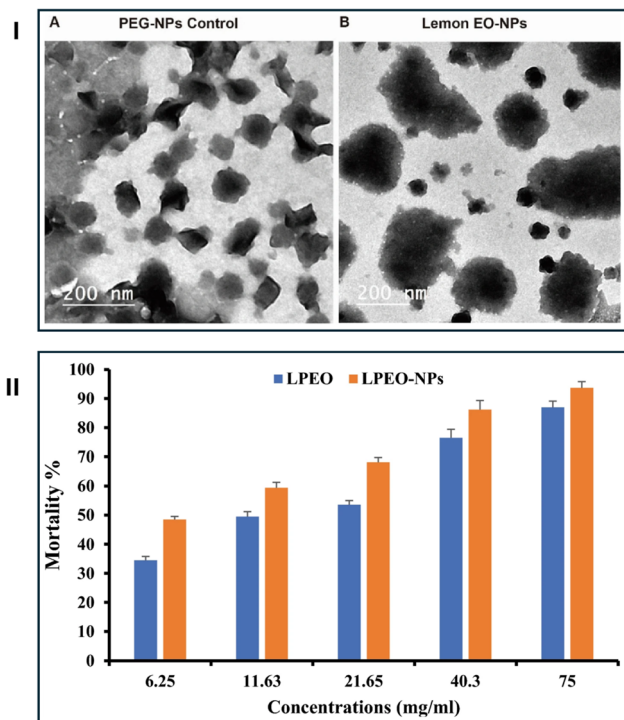 I
A PEG-NPs Control
B Lemon EO-NPs
200 nm
200 nm
II
LPEO LPEO-NPs
Mortality %
100
90
80
70
60
50
40
30
20
10
0
6.25 11.63 21.65 40.3 75
Concentrations (mg/ml)